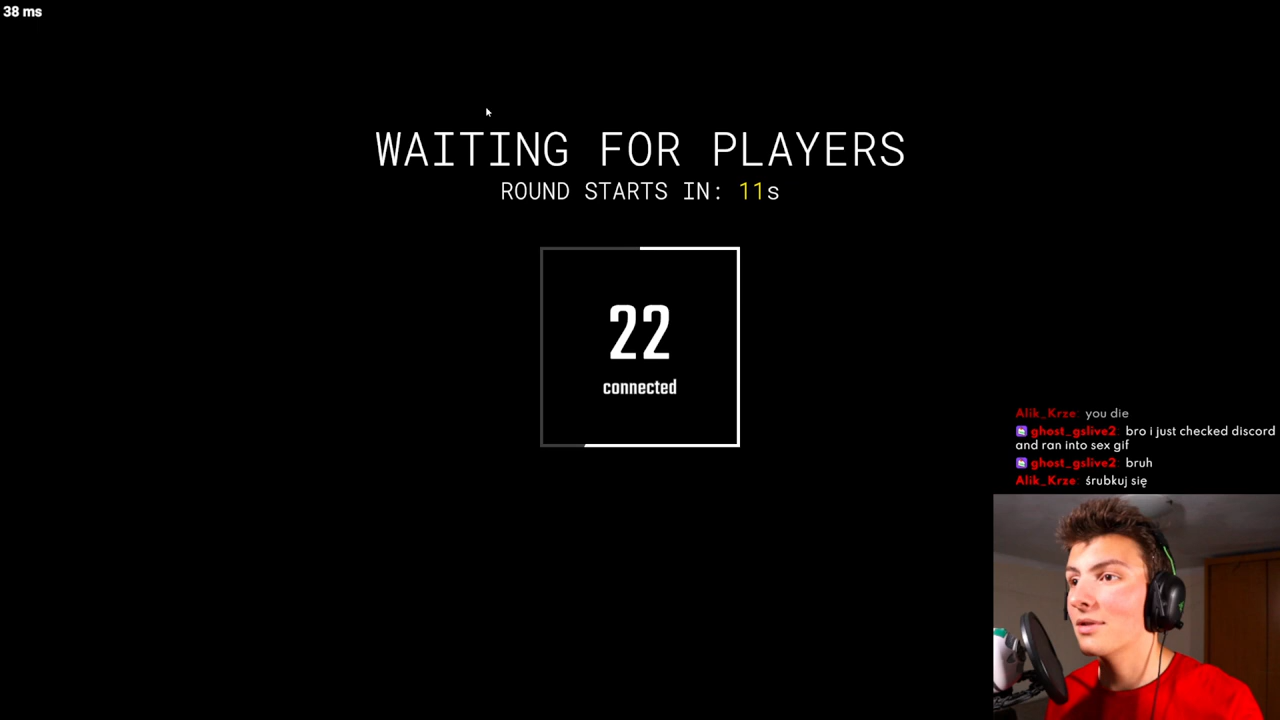 38 ms
WAITING FOR PLAYERS
ROUND STARTS IN: 11s
22
connected
Alik_Krze you die
ghost_gslive2 bro i just checked discord
and ran into sex gif
ghost_gslive2 bruh
Alik_Krze śrubkuj się